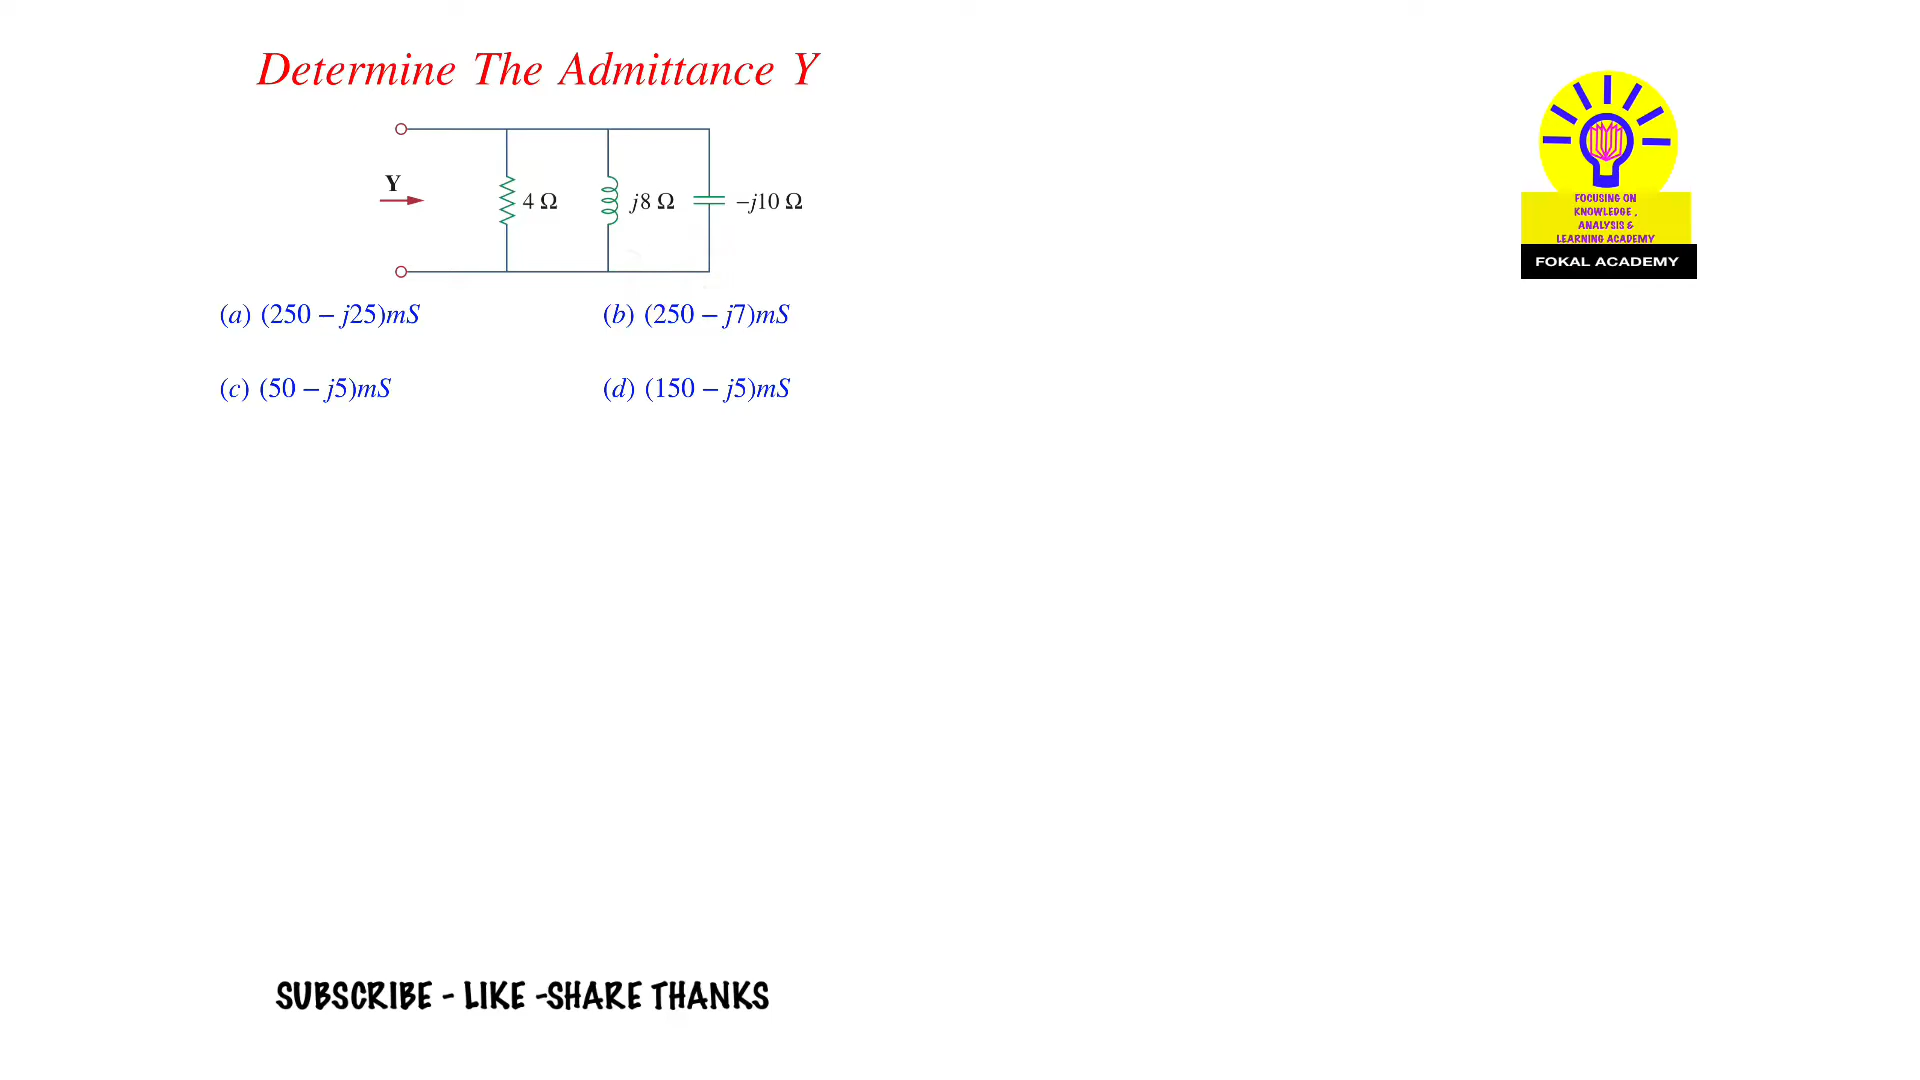 Determine The Admittance Y
Y
4 Ω
j8 Ω
−j10 Ω
(a) (250 − j25)mS
(b) (250 − j7)mS
(c) (50 − j5)mS
(d) (150 − j5)mS
FOCUSING ON
KNOWLEDGE ,
ANALYSIS &
LEARNING ACADEMY
FOKAL ACADEMY
SUBSCRIBE - LIKE -SHARE THANKS